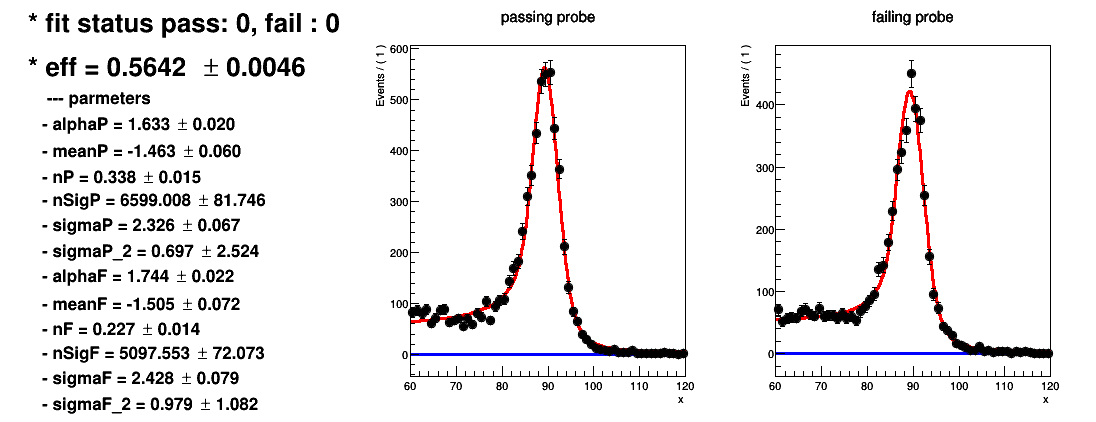 * fit status pass: 0, fail : 0
* eff = 0.5642 ± 0.0046
--- parmeters
- alphaP = 1.633 ± 0.020
- meanP = -1.463 ± 0.060
- nP = 0.338 ± 0.015
- nSigP = 6599.008 ± 81.746
- sigmaP = 2.326 ± 0.067
- sigmaP_2 = 0.697 ± 2.524
- alphaF = 1.744 ± 0.022
- meanF = -1.505 ± 0.072
- nF = 0.227 ± 0.014
- nSigF = 5097.553 ± 72.073
- sigmaF = 2.428 ± 0.079
- sigmaF_2 = 0.979 ± 1.082
passing probe
Events / ( 1 )
600
500
400
300
200
100
0
60 70 80 90 100 110 120
x
failing probe
Events / ( 1 )
400
300
200
100
0
60 70 80 90 100 110 120
x